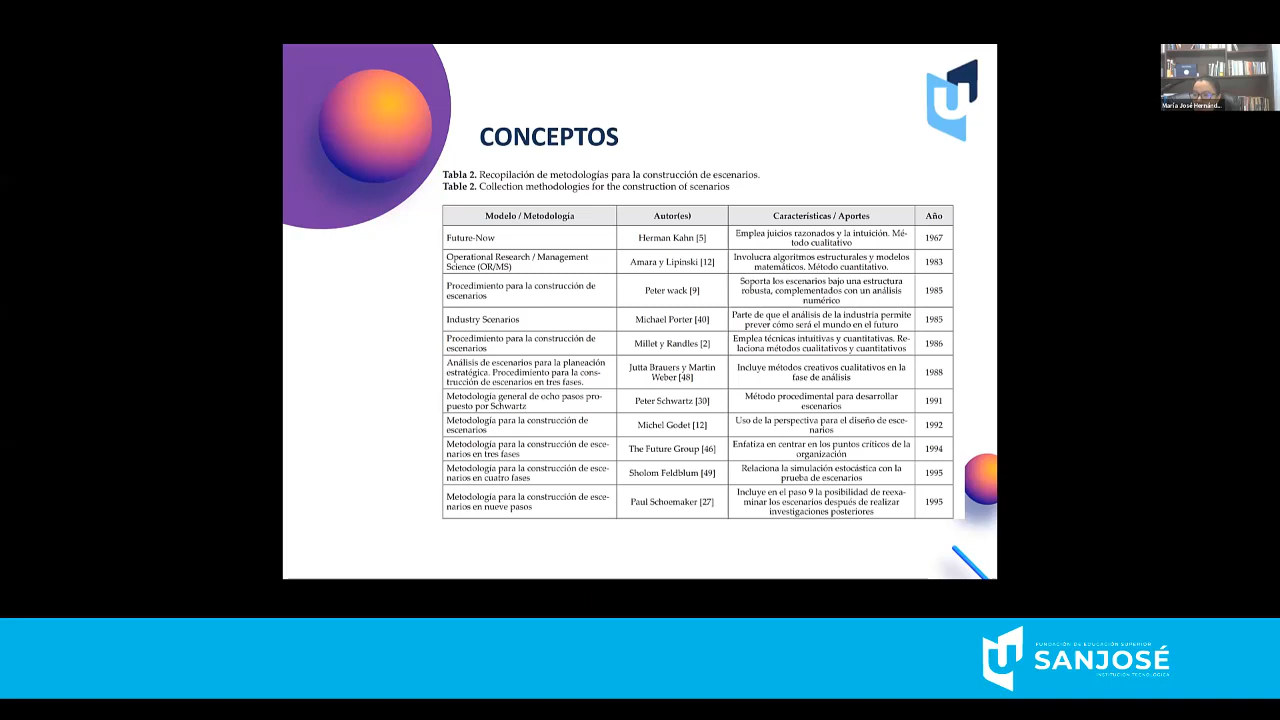 María José Hernánd...
CONCEPTOS
Tabla 2. Recopilación de metodologías para la construcción de escenarios.
Table 2. Collection methodologies for the construction of scenarios
Modelo / Metodología Autor(es) Características / Aportes Año
Future-Now Herman Kahn [5] Emplea juicios razonados y la intuición. Mé-
todo cualitativo 1967
Operational Research / Management
Science (OR/MS) Amara y Lipinski [12] Involucra algoritmos estructurales y modelos
matemáticos. Método cuantitativo. 1983
Procedimiento para la construcción de
escenarios Peter wack [9] Soporta los escenarios bajo una estructura
robusta, complementados con un análisis
numérico 1985
Industry Scenarios Michael Porter [40] Parte de que el análisis de la industria permite
prever cómo será el mundo en el futuro 1985
Procedimiento para la construcción de
escenarios Millet y Randles [2] Emplea técnicas intuitivas y cuantitativas. Re-
laciona métodos cualitativos y cuantitativos 1986
Análisis de escenarios para la planeación
estratégica. Procedimiento para la cons-
trucción de escenarios en tres fases. Jutta Brauers y Martin
Weber [48] Incluye métodos creativos cualitativos en la
fase de análisis 1988
Metodología general de ocho pasos pro-
puesto por Schwartz Peter Schwartz [30] Método procedimental para desarrollar
escenarios 1991
Metodología para la construcción de
escenarios Michel Godet [12] Uso de la perspectiva para el diseño de esce-
narios 1992
Metodología para la construcción de esce-
narios en tres fases The Future Group [46] Enfatiza en centrar en los puntos críticos de la
organización 1994
Metodología para la construcción de esce-
narios en cuatro fases Sholom Feldblum [49] Relaciona la simulación estocástica con la
prueba de escenarios 1995
Metodología para la construcción de esce-
narios en nueve pasos Paul Schoemaker [27] Incluye en el paso 9 la posibilidad de reexa-
minar los escenarios después de realizar
investigaciones posteriores 1995
FUNDACIÓN DE EDUCACIÓN SUPERIOR
SANJOSÉ
INSTITUCIÓN TECNOLÓGICA